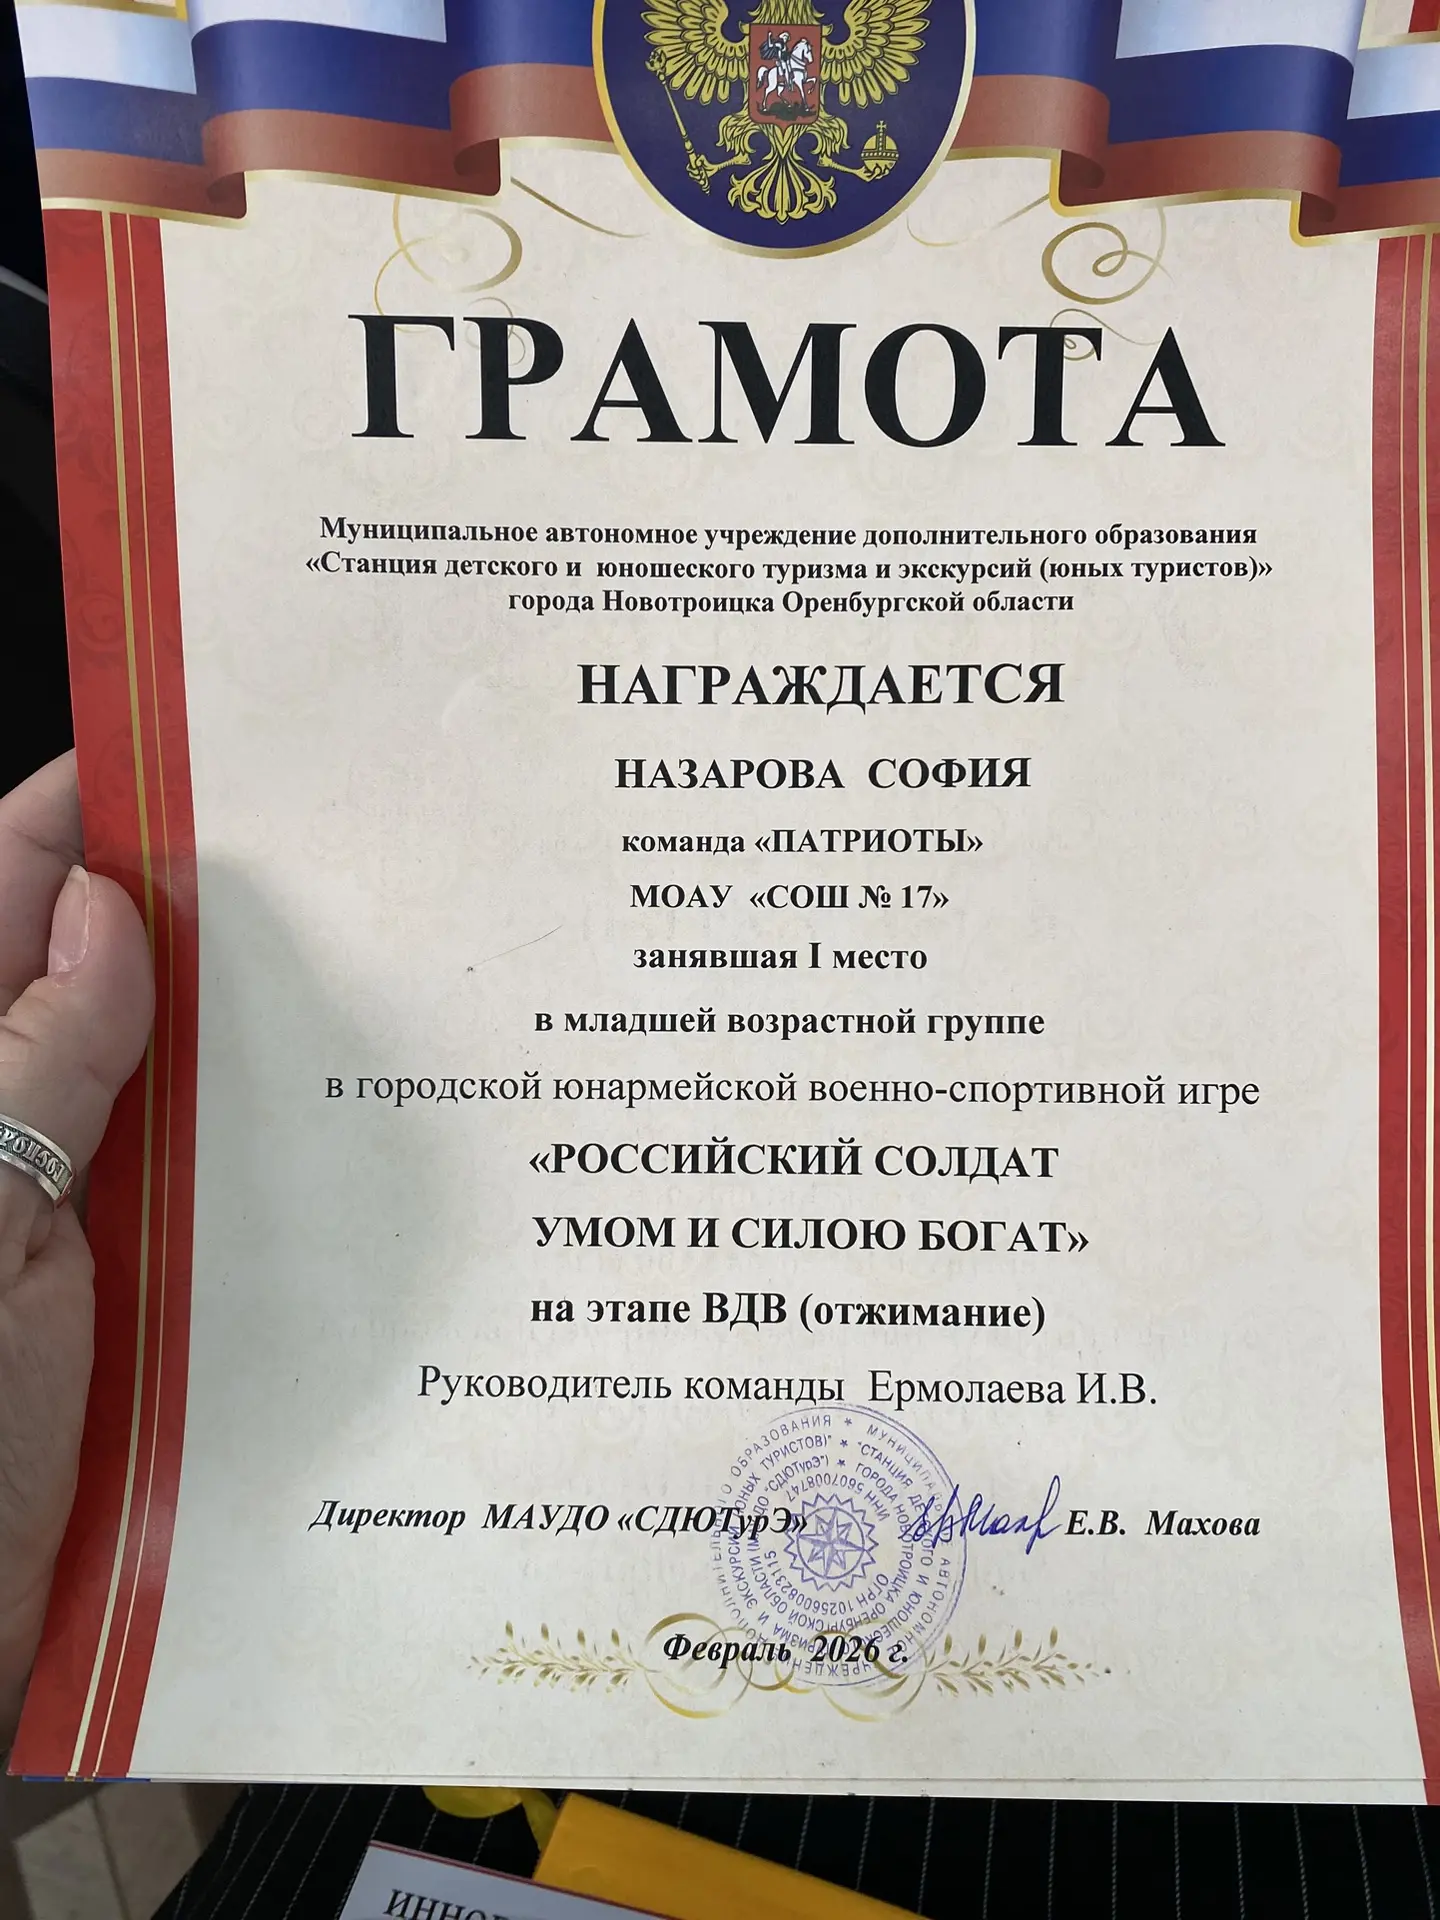 ГРАМОТА
Муниципальное автономное учреждение дополнительного образования
«Станция детского и юношеского туризма и экскурсий (юных туристов)»
города Новотроицка Оренбургской области
НАГРАЖДАЕТСЯ
НАЗАРОВА СОФИЯ
команда «ПАТРИОТЫ»
МОАУ «СОШ № 17»
занявшая I место
в младшей возрастной группе
в городской юнармейской военно-спортивной игре
«РОССИЙСКИЙ СОЛДАТ
УМОМ И СИЛОЮ БОГАТ»
на этапе ВДВ (отжимание)
Руководитель команды Ермолаева И.В.
Директор МАУДО «СДЮТурЭ» Е.В. Махова
Февраль 2026 г.